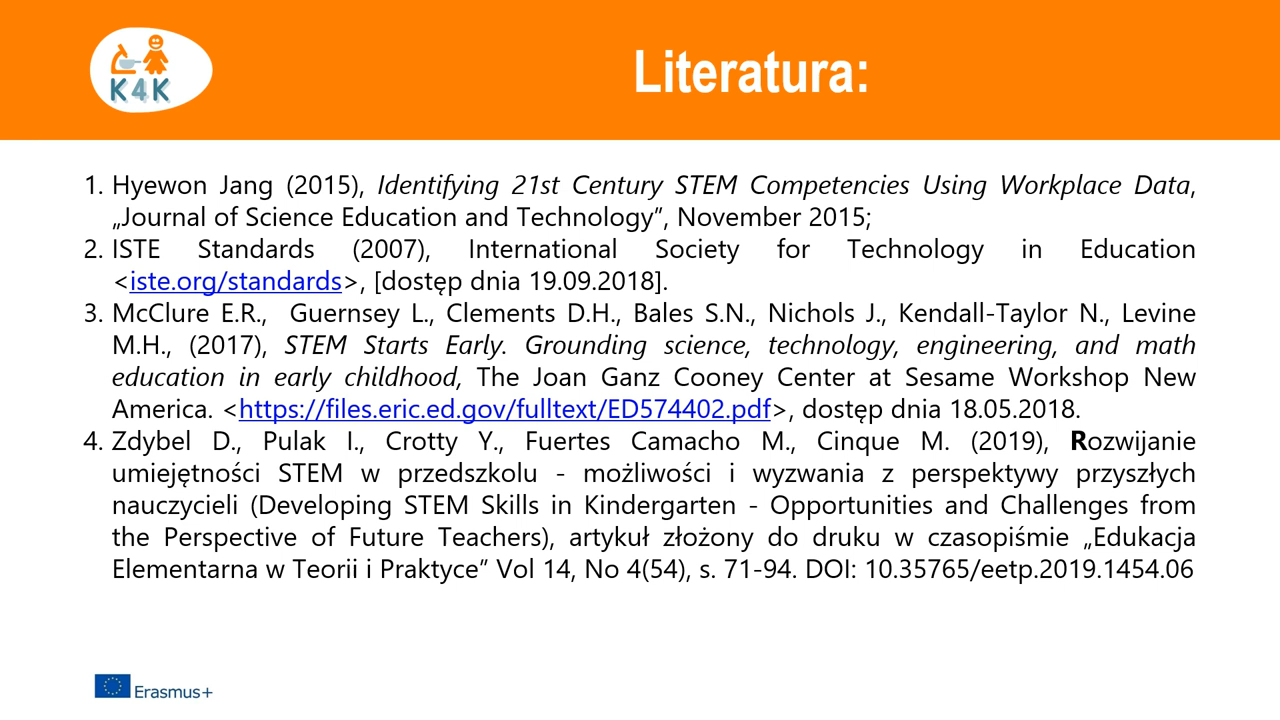 K4K
Literatura:
1. Hyewon Jang (2015), Identifying 21st Century STEM Competencies Using Workplace Data,
„Journal of Science Education and Technology”, November 2015;
2. ISTE Standards (2007), International Society for Technology in Education
<iste.org/standards>, [dostęp dnia 19.09.2018].
3. McClure E.R., Guernsey L., Clements D.H., Bales S.N., Nichols J., Kendall-Taylor N., Levine
M.H., (2017), STEM Starts Early. Grounding science, technology, engineering, and math
education in early childhood, The Joan Ganz Cooney Center at Sesame Workshop New
America. <https://files.eric.ed.gov/fulltext/ED574402.pdf>, dostęp dnia 18.05.2018.
4. Zdybel D., Pulak I., Crotty Y., Fuertes Camacho M., Cinque M. (2019), Rozwijanie
umiejętności STEM w przedszkolu - możliwości i wyzwania z perspektywy przyszłych
nauczycieli (Developing STEM Skills in Kindergarten - Opportunities and Challenges from
the Perspective of Future Teachers), artykuł złożony do druku w czasopiśmie „Edukacja
Elementarna w Teorii i Praktyce” Vol 14, No 4(54), s. 71-94. DOI: 10.35765/eetp.2019.1454.06
Erasmus+